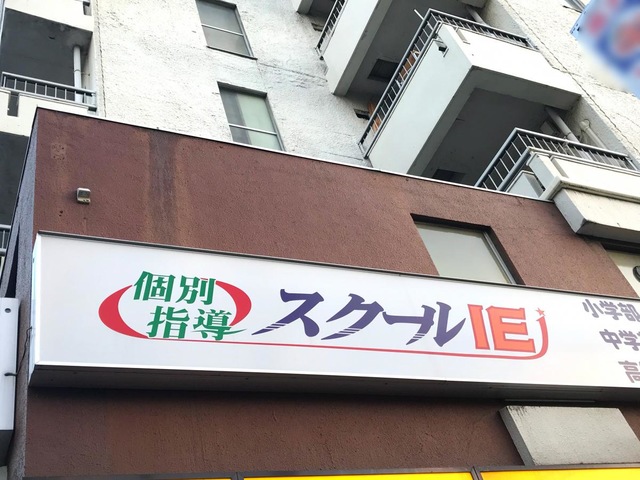 個別
指導
スクールIE
小学部
中学
高